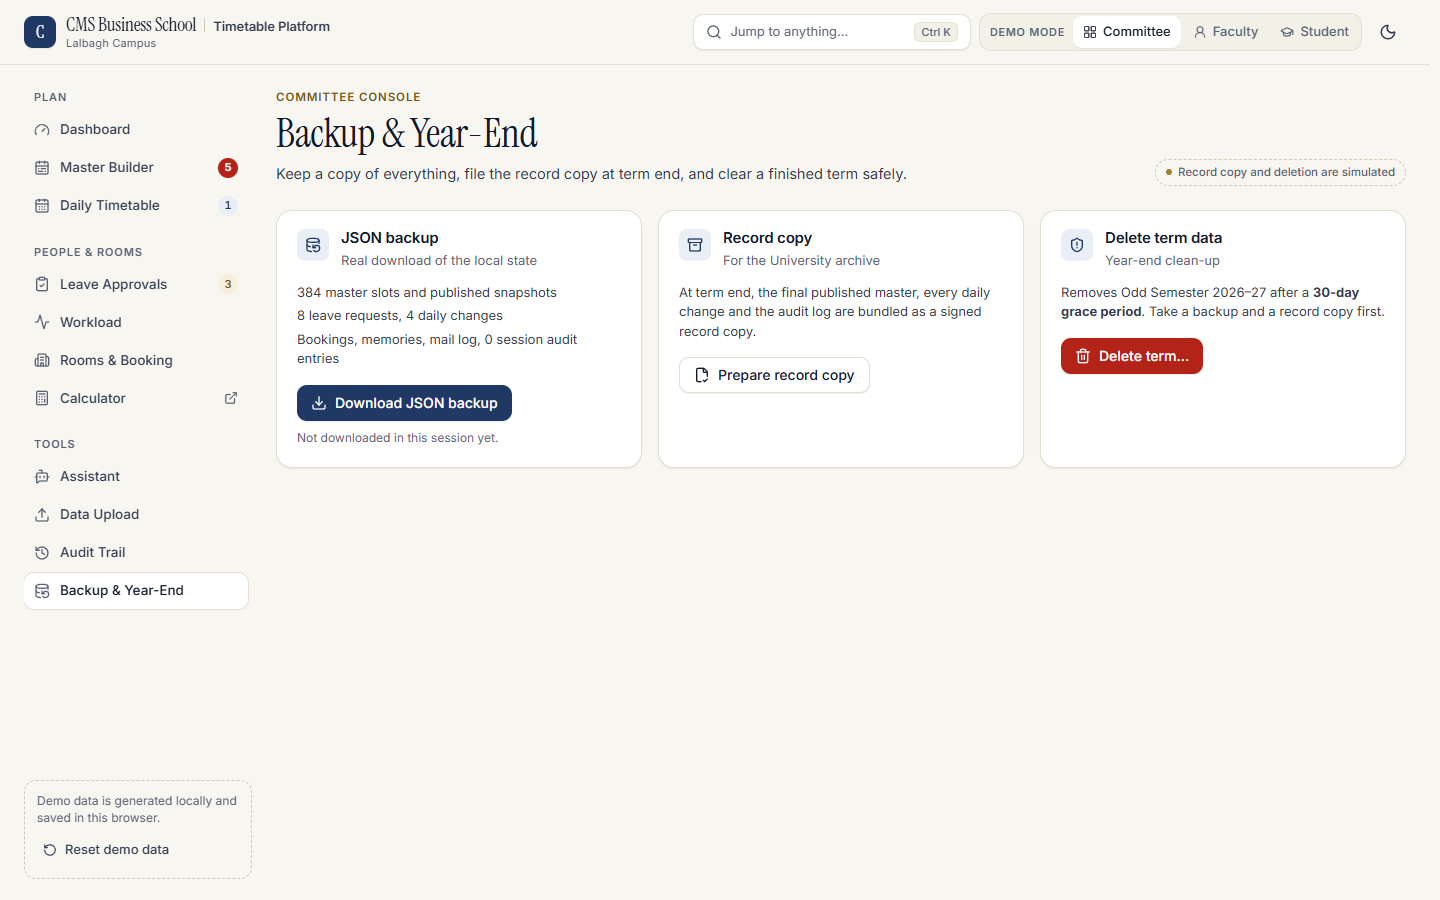 C
CMS Business School
Timetable Platform
Lalbagh Campus
Jump to anything...
Ctrl K
DEMO MODE
Committee
Faculty
Student
PLAN
Dashboard
Master Builder
5
Daily Timetable
1
PEOPLE & ROOMS
Leave Approvals
3
Workload
Rooms & Booking
Calculator
TOOLS
Assistant
Data Upload
Audit Trail
Backup & Year-End
Demo data is generated locally and
saved in this browser.
Reset demo data
COMMITTEE CONSOLE
Backup & Year-End
Keep a copy of everything, file the record copy at term end, and clear a finished term safely.
Record copy and deletion are simulated
JSON backup
Real download of the local state
384 master slots and published snapshots
8 leave requests, 4 daily changes
Bookings, memories, mail log, 0 session audit
entries
Download JSON backup
Not downloaded in this session yet.
Record copy
For the University archive
At term end, the final published master, every daily
change and the audit log are bundled as a signed
record copy.
Prepare record copy
Delete term data
Year-end clean-up
Removes Odd Semester 2026–27 after a 30-day
grace period. Take a backup and a record copy first.
Delete term...